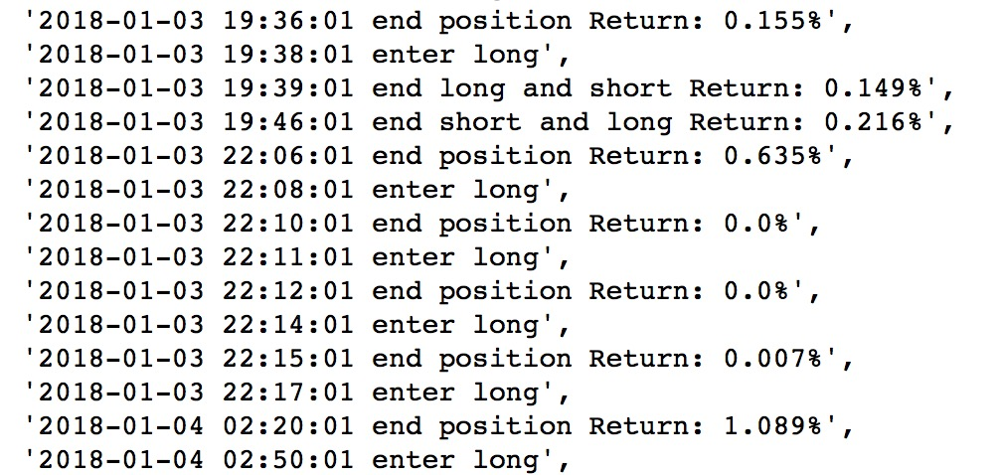 '2018-01-03 19:36:01 end position Return: 0.155%',
'2018-01-03 19:38:01 enter long',
'2018-01-03 19:39:01 end long and short Return: 0.149%',
'2018-01-03 19:46:01 end short and long Return: 0.216%',
'2018-01-03 22:06:01 end position Return: 0.635%',
'2018-01-03 22:08:01 enter long',
'2018-01-03 22:10:01 end position Return: 0.0%',
'2018-01-03 22:11:01 enter long',
'2018-01-03 22:12:01 end position Return: 0.0%',
'2018-01-03 22:14:01 enter long',
'2018-01-03 22:15:01 end position Return: 0.007%',
'2018-01-03 22:17:01 enter long',
'2018-01-04 02:20:01 end position Return: 1.089%',
'2018-01-04 02:50:01 enter long',